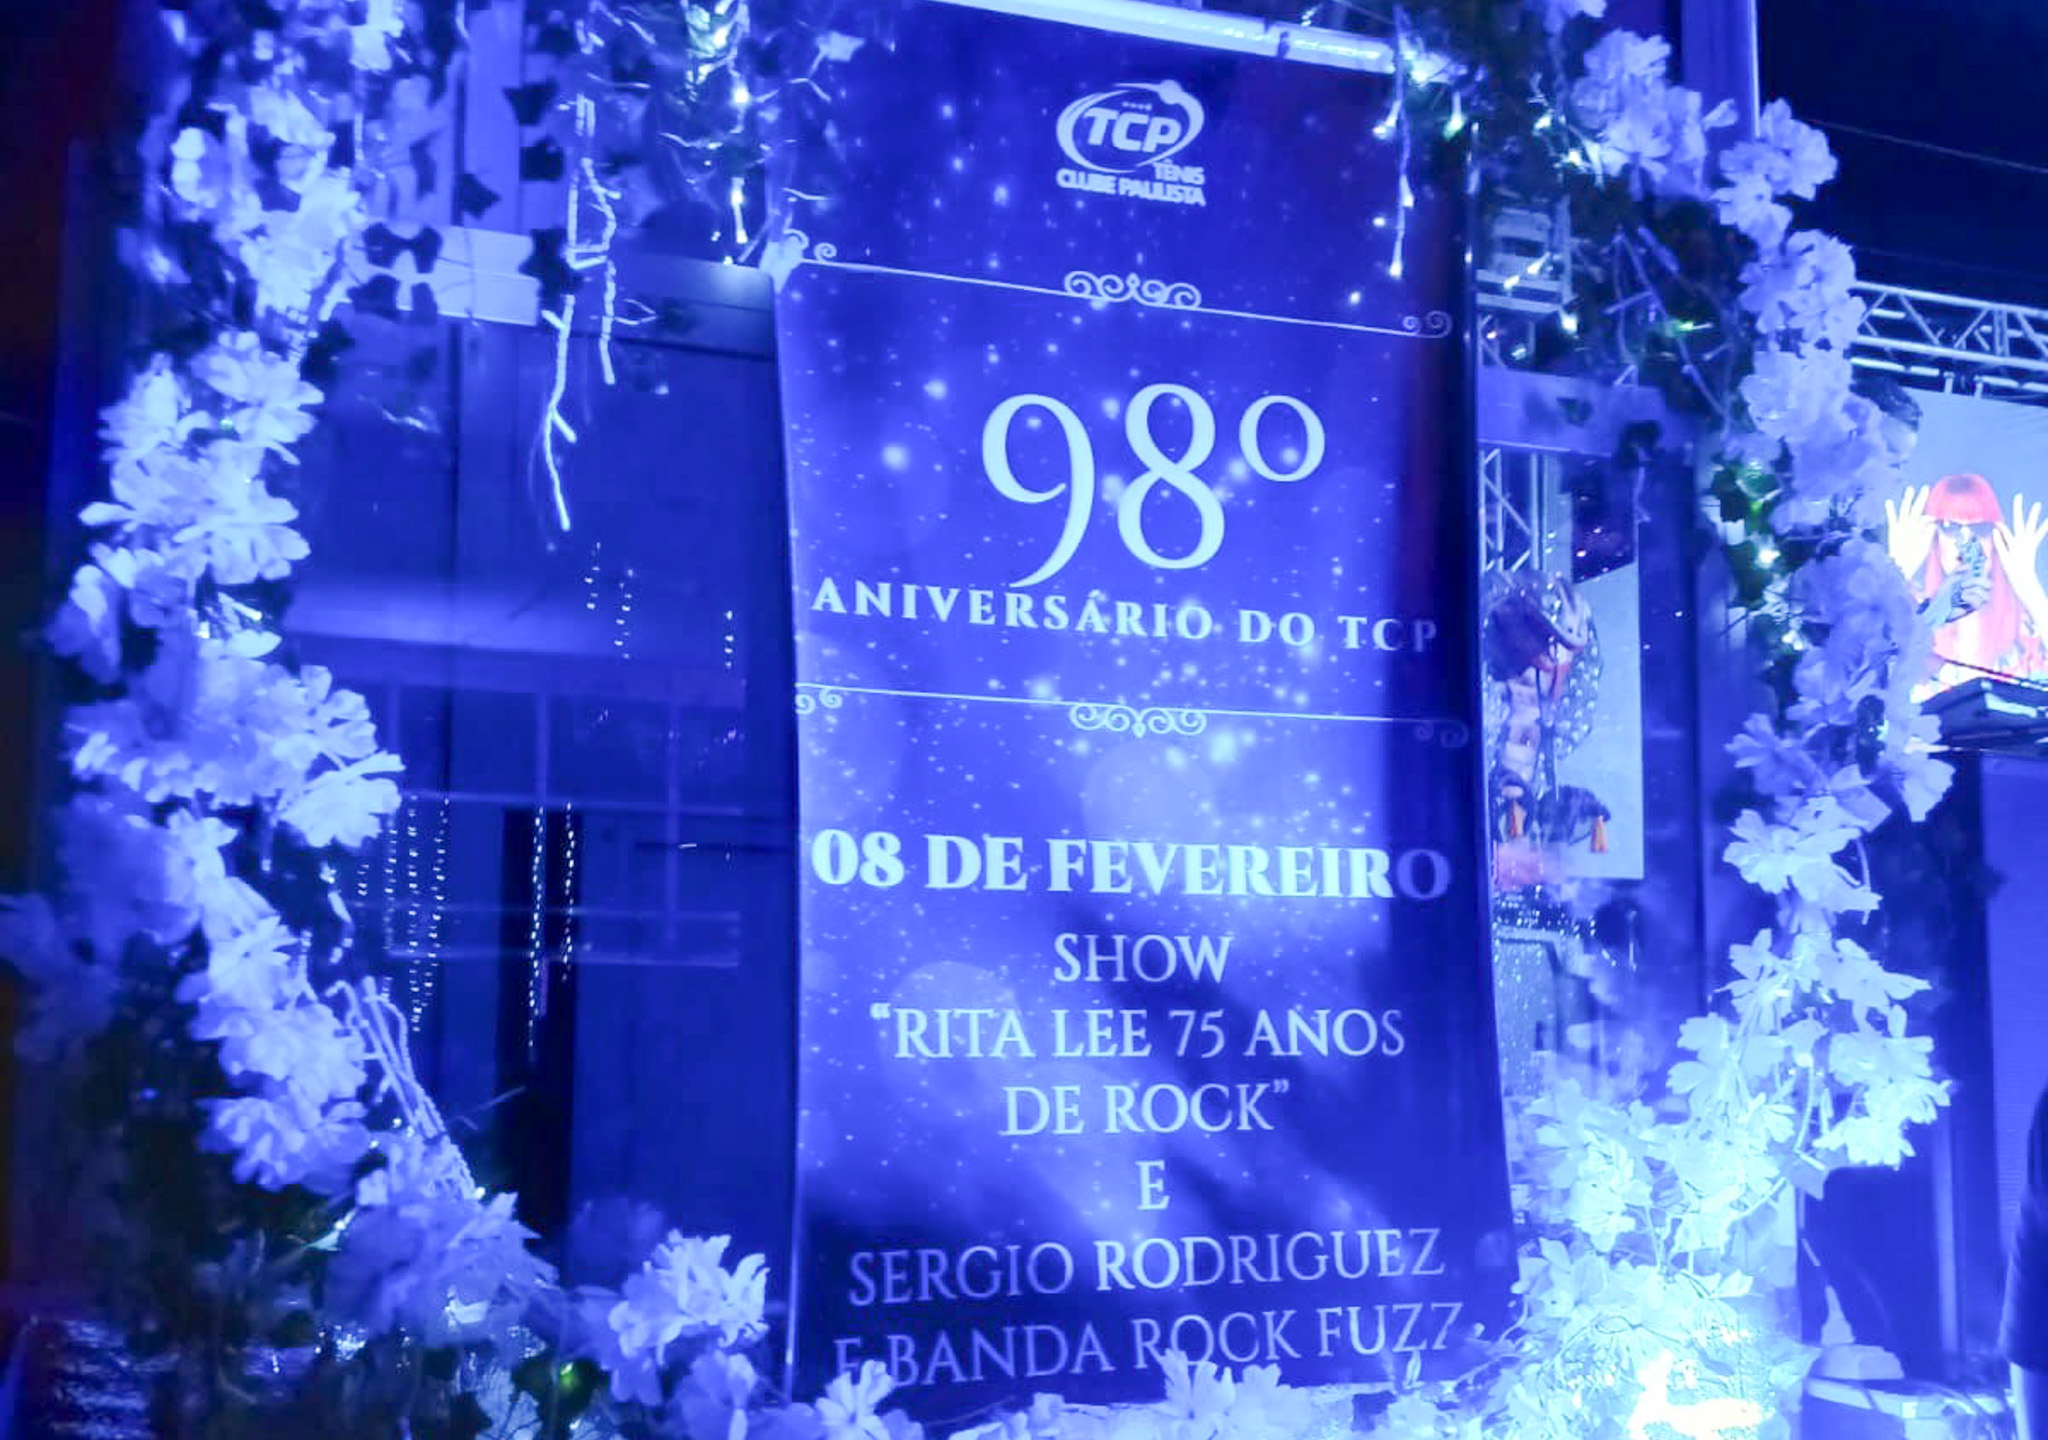 TCP
TÊNIS
CLUBE PAULISTA
98º
ANIVERSÁRIO DO TCP
08 DE FEVEREIRO
SHOW
“RITA LEE 75 ANOS
DE ROCK”
E
SERGIO RODRIGUEZ
E BANDA ROCK FUZZ